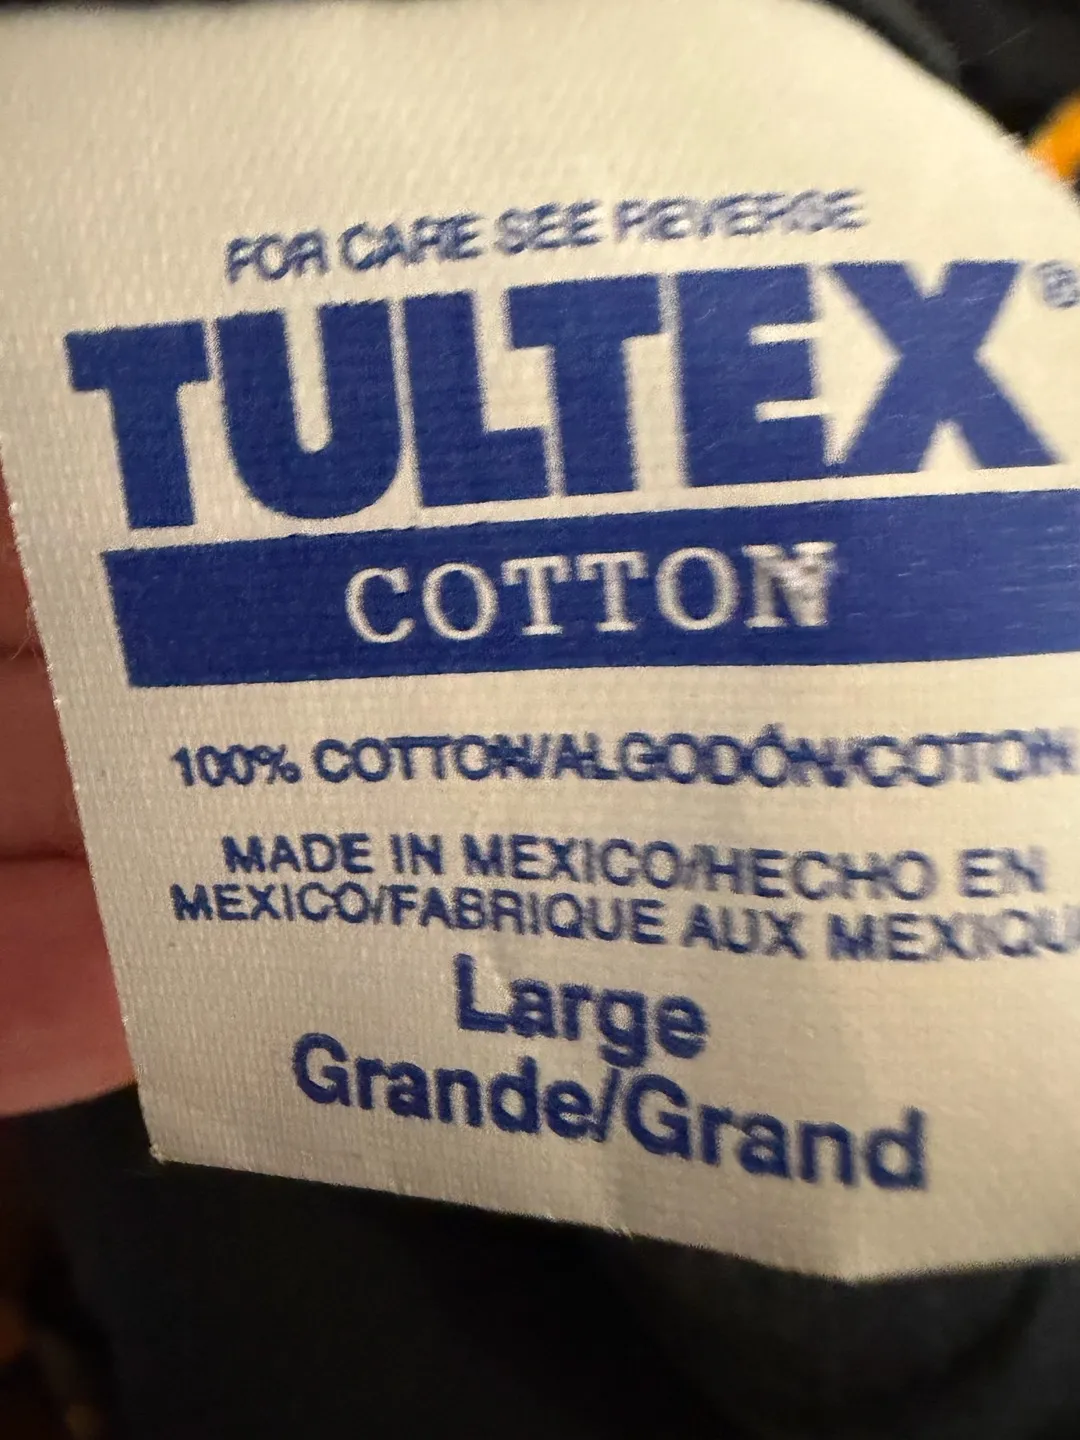 FOR CARE SEE REVERSE
TULTEX®
COTTON
100% COTTON/ALGODÓN/COTON
MADE IN MEXICO/HECHO EN
MEXICO/FABRIQUE AUX MEXIQU
Large
Grande/Grand